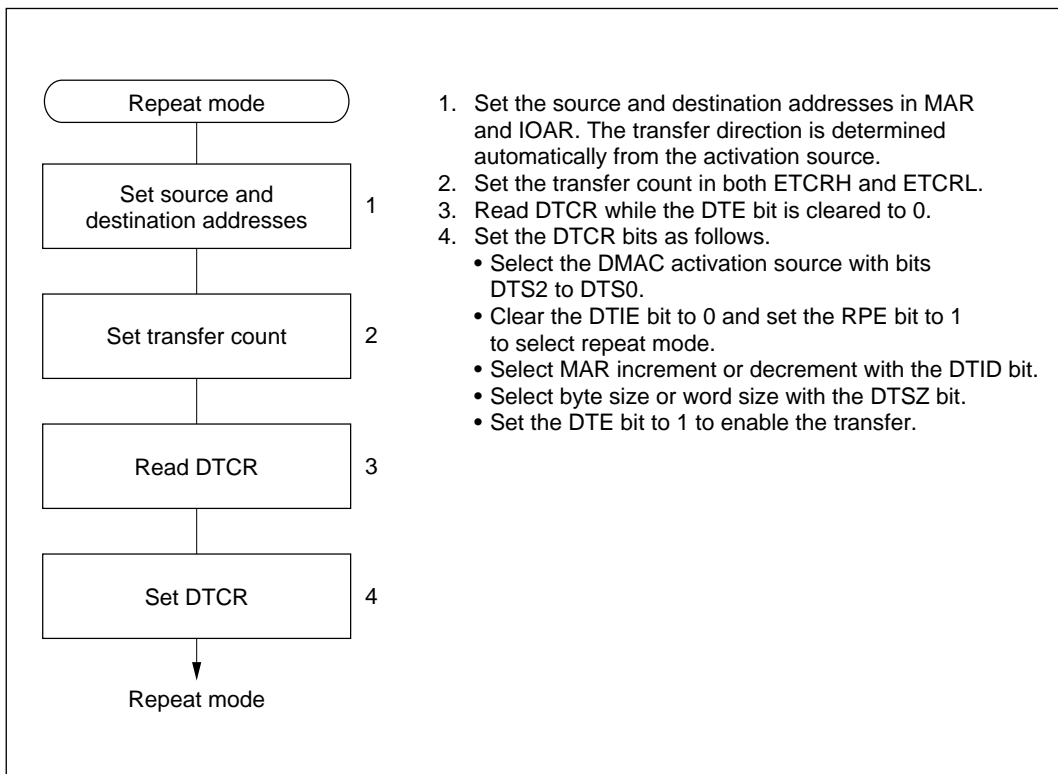 Repeat mode
Set source and
destination addresses
1
Set transfer count
2
Read DTCR
3
Set DTCR
4
Repeat mode
1. Set the source and destination addresses in MAR
and IOAR. The transfer direction is determined
automatically from the activation source.
2. Set the transfer count in both ETCRH and ETCRL.
3. Read DTCR while the DTE bit is cleared to 0.
4. Set the DTCR bits as follows.
• Select the DMAC activation source with bits
DTS2 to DTS0.
• Clear the DTIE bit to 0 and set the RPE bit to 1
to select repeat mode.
• Select MAR increment or decrement with the DTID bit.
• Select byte size or word size with the DTSZ bit.
• Set the DTE bit to 1 to enable the transfer.